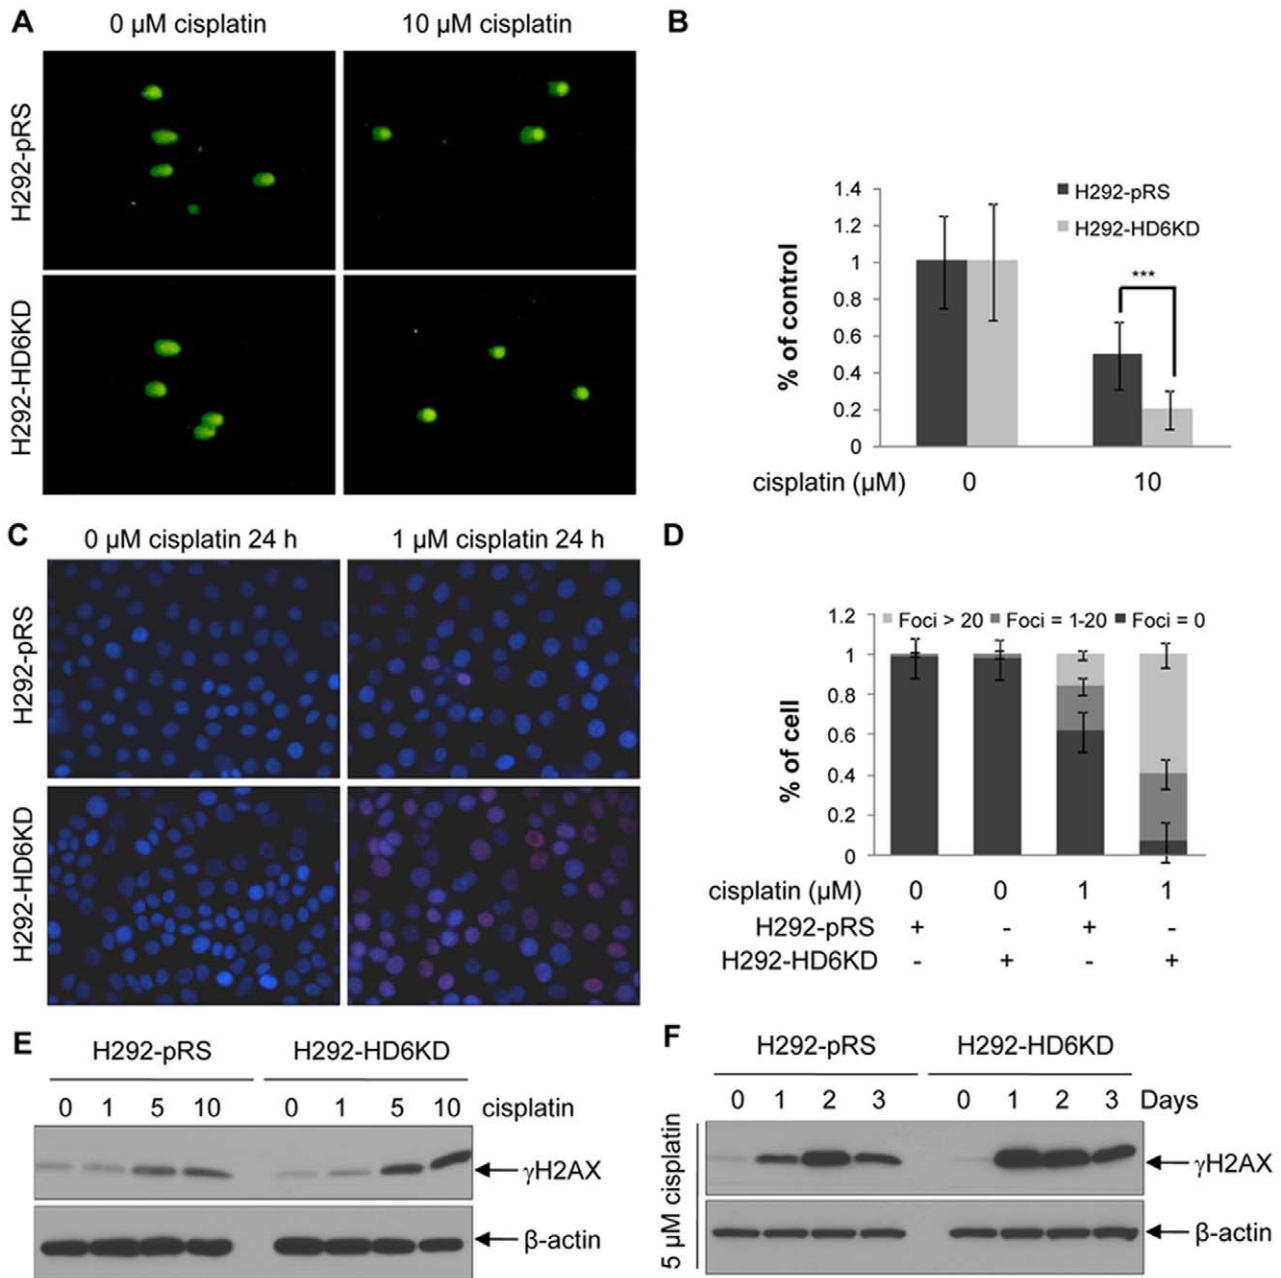 A
0 µM cisplatin
10 µM cisplatin
H292-pRS
H292-HD6KD
B
1.4
1.2
1
0.8
0.6
0.4
0.2
0
% of control
H292-pRS
H292-HD6KD
***
cisplatin (µM)
0
10
C
0 µM cisplatin 24 h
1 µM cisplatin 24 h
H292-pRS
H292-HD6KD
D
1.2
1
0.8
0.6
0.4
0.2
0
% of cell
Foci > 20 Foci = 1-20 Foci = 0
cisplatin (µM) 0 0 1 1
H292-pRS + - + -
H292-HD6KD - + - +
E
H292-pRS H292-HD6KD
0 1 5 10 0 1 5 10 cisplatin
γH2AX
β-actin
F
H292-pRS H292-HD6KD
0 1 2 3 0 1 2 3 Days
5 µM cisplatin
γH2AX
β-actin